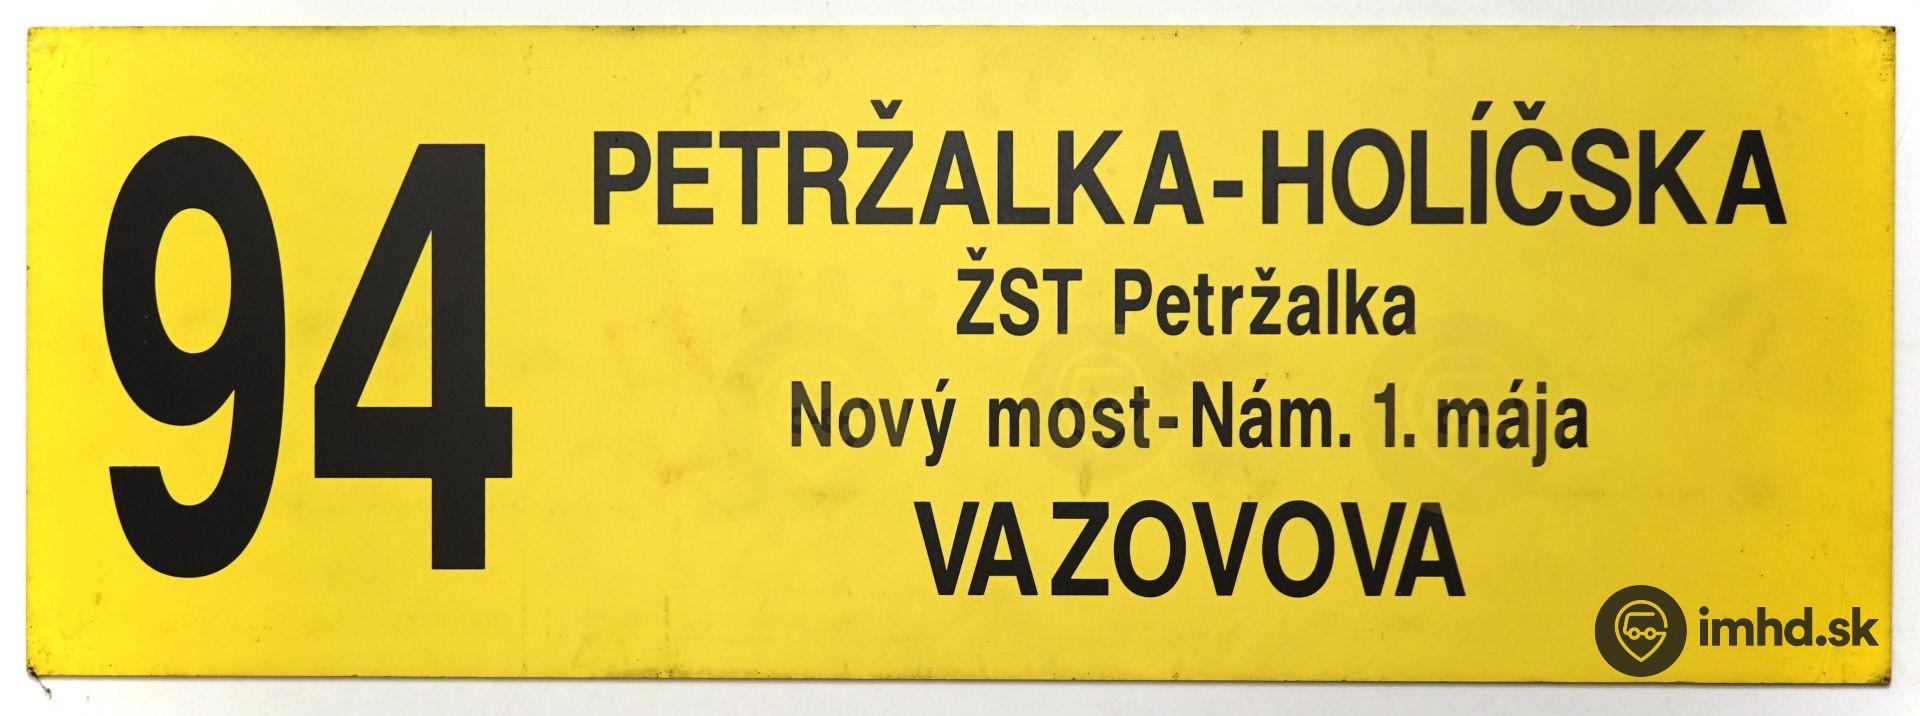 94
PETRŽALKA-HOLÍČSKA
ŽST Petržalka
Nový most-Nám. 1. mája
VAZOVOVA
imhd.sk